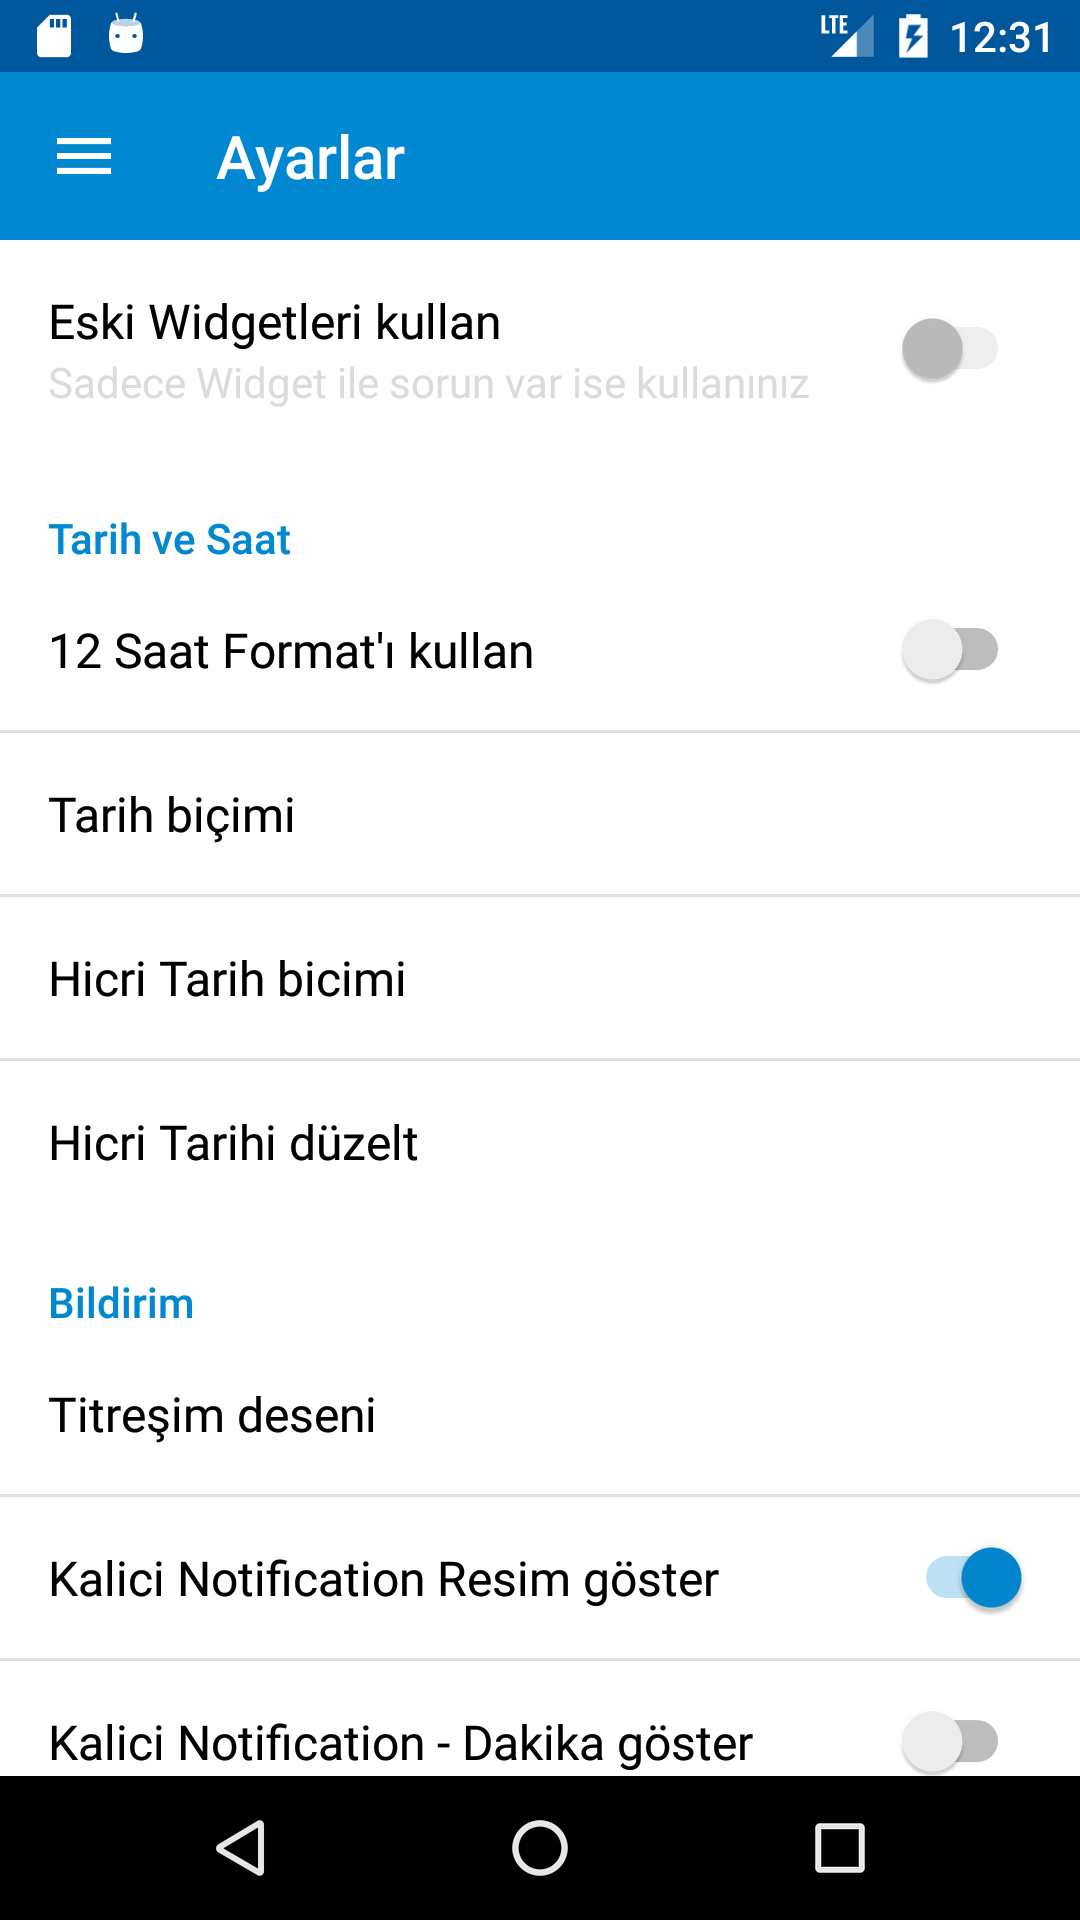 LTE 12:31
Ayarlar
Eski Widgetleri kullan
Sadece Widget ile sorun var ise kullanınız
Tarih ve Saat
12 Saat Format'ı kullan
Tarih biçimi
Hicri Tarih bicimi
Hicri Tarihi düzelt
Bildirim
Titreşim deseni
Kalici Notification Resim göster
Kalici Notification - Dakika göster